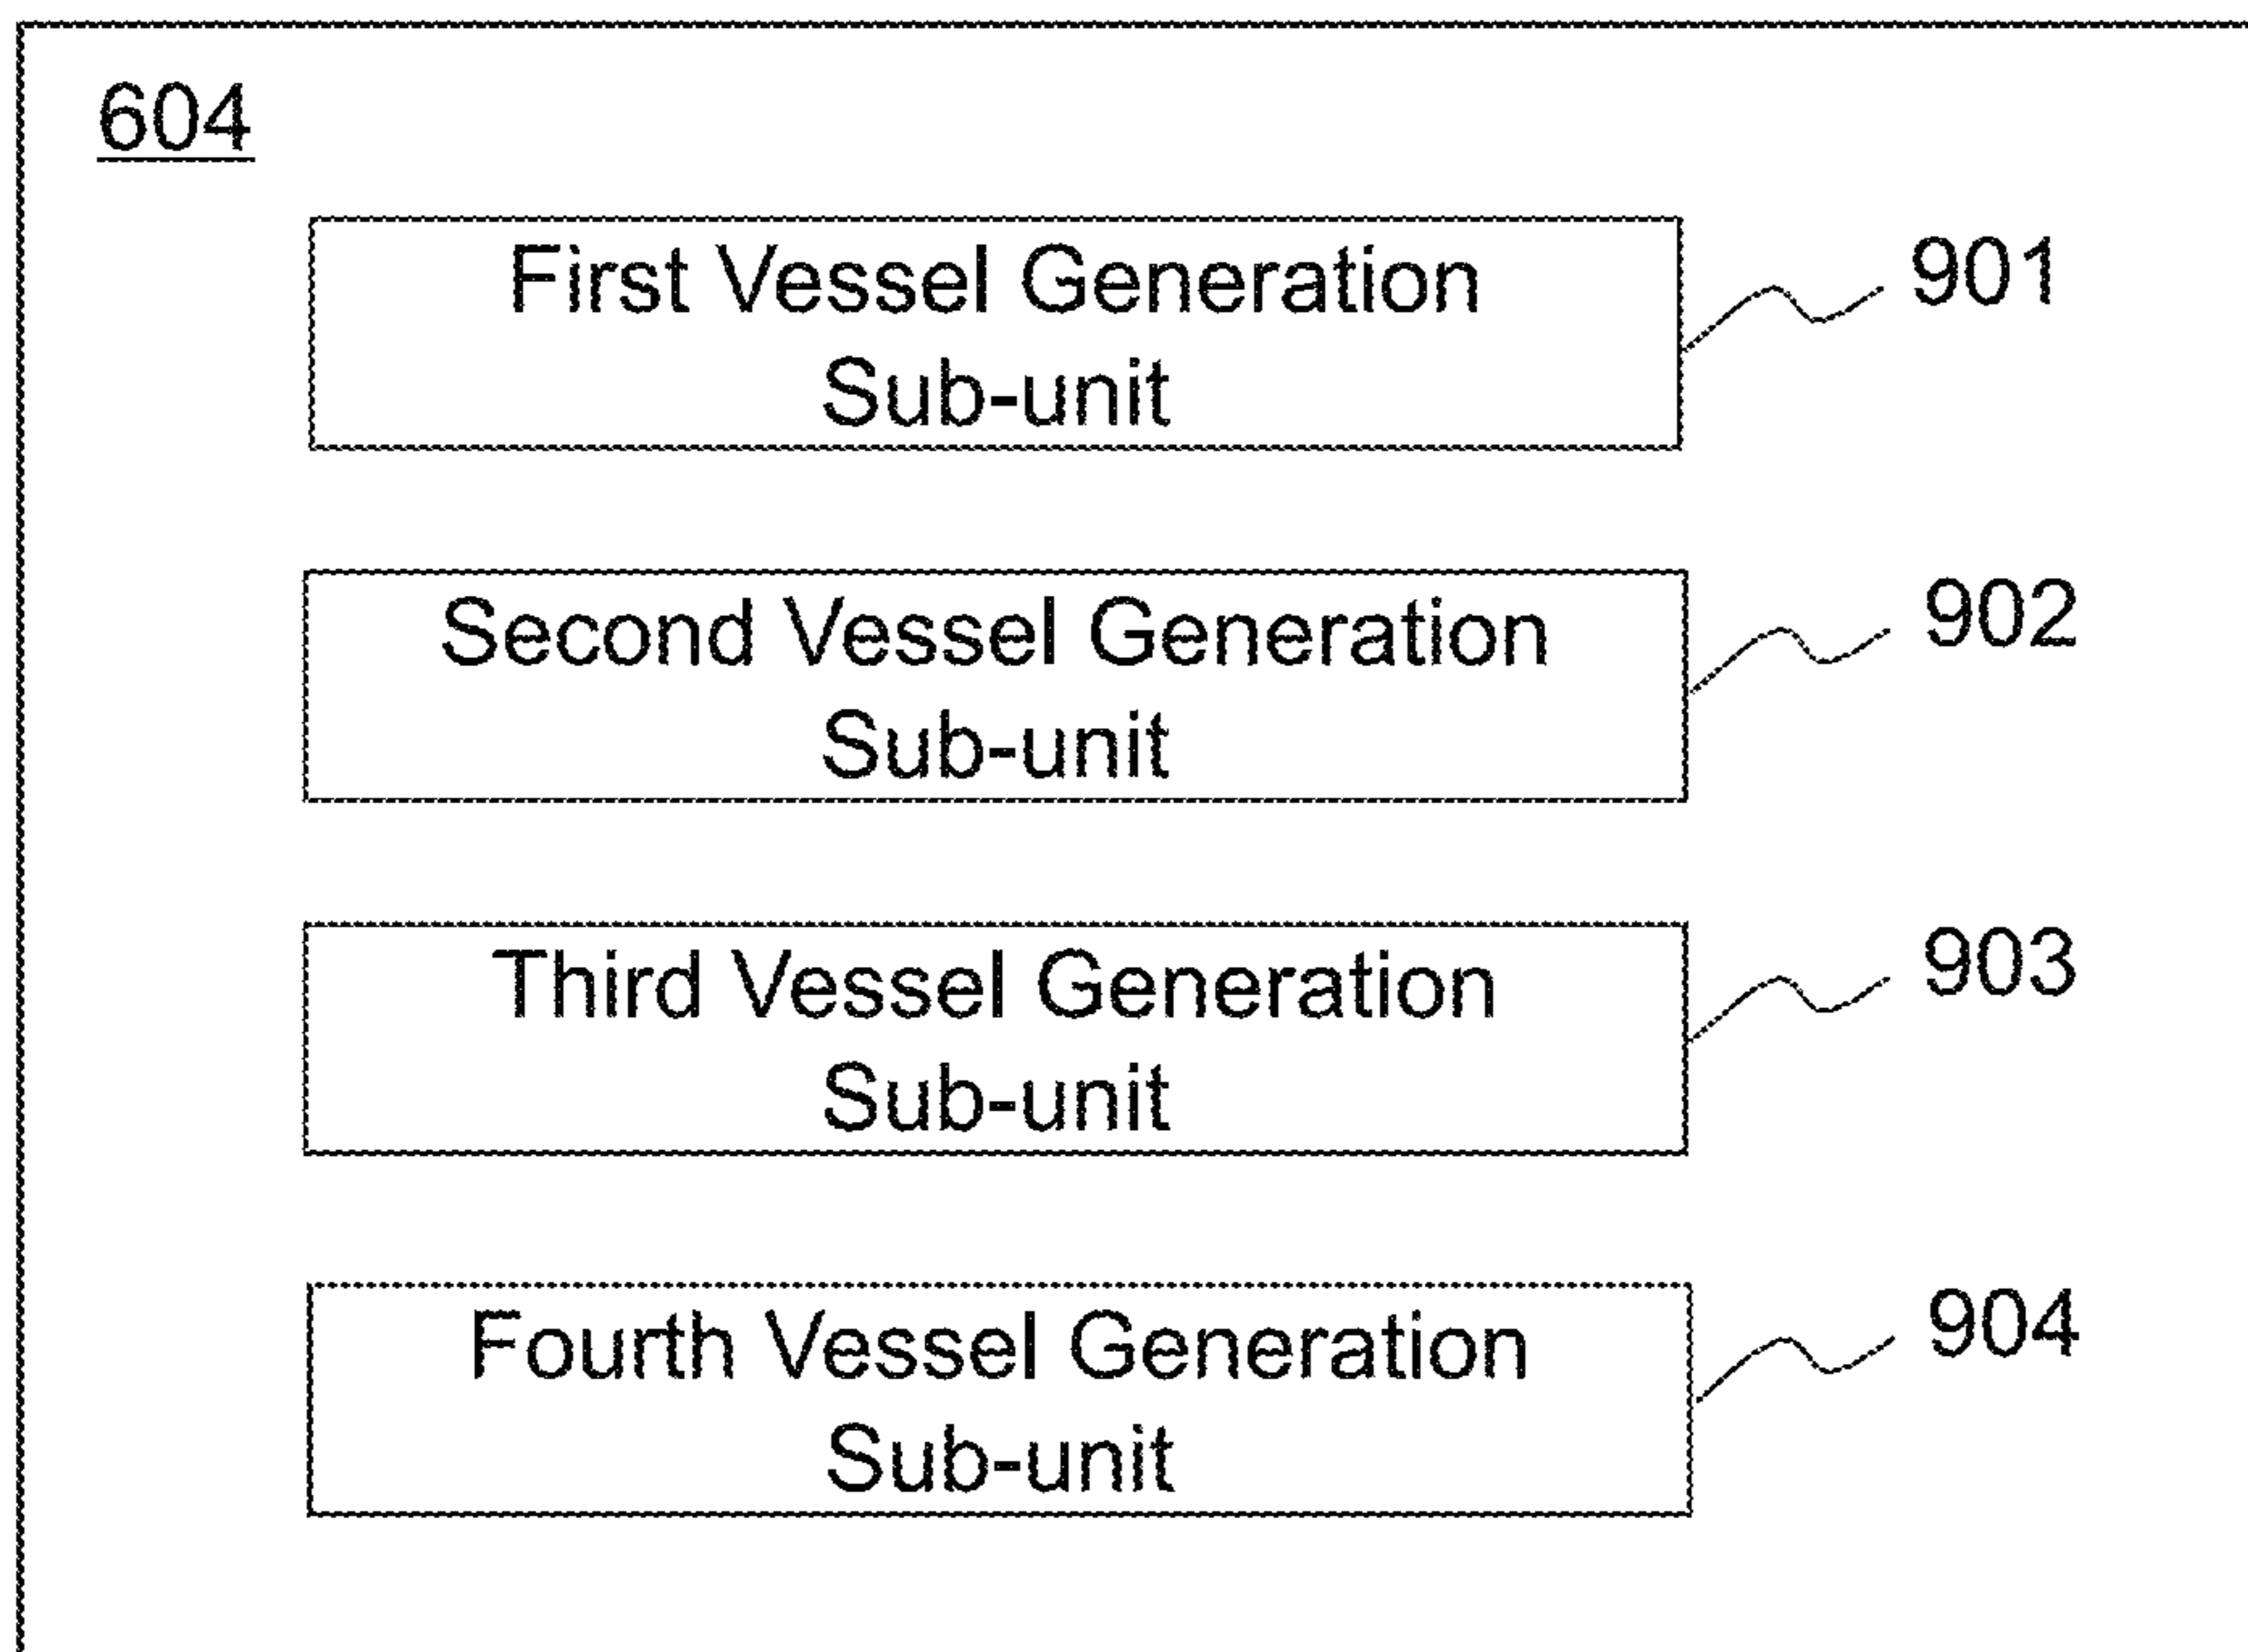 604
First Vessel Generation
Sub-unit
901
Second Vessel Generation
Sub-unit
902
Third Vessel Generation
Sub-unit
903
Fourth Vessel Generation
Sub-unit
904